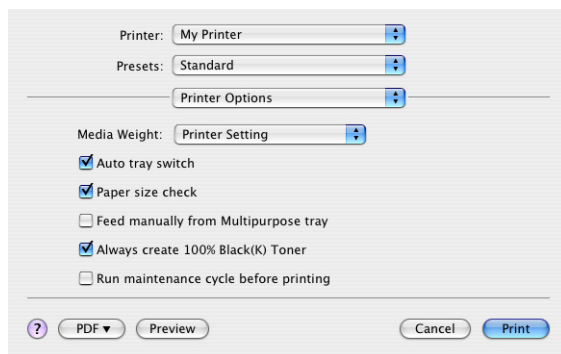 Printer: My Printer
Presets: Standard
Printer Options
Media Weight: Printer Setting
Auto tray switch
Paper size check
Feed manually from Multipurpose tray
Always create 100% Black(K) Toner
Run maintenance cycle before printing
? PDF ▼ Preview Cancel Print